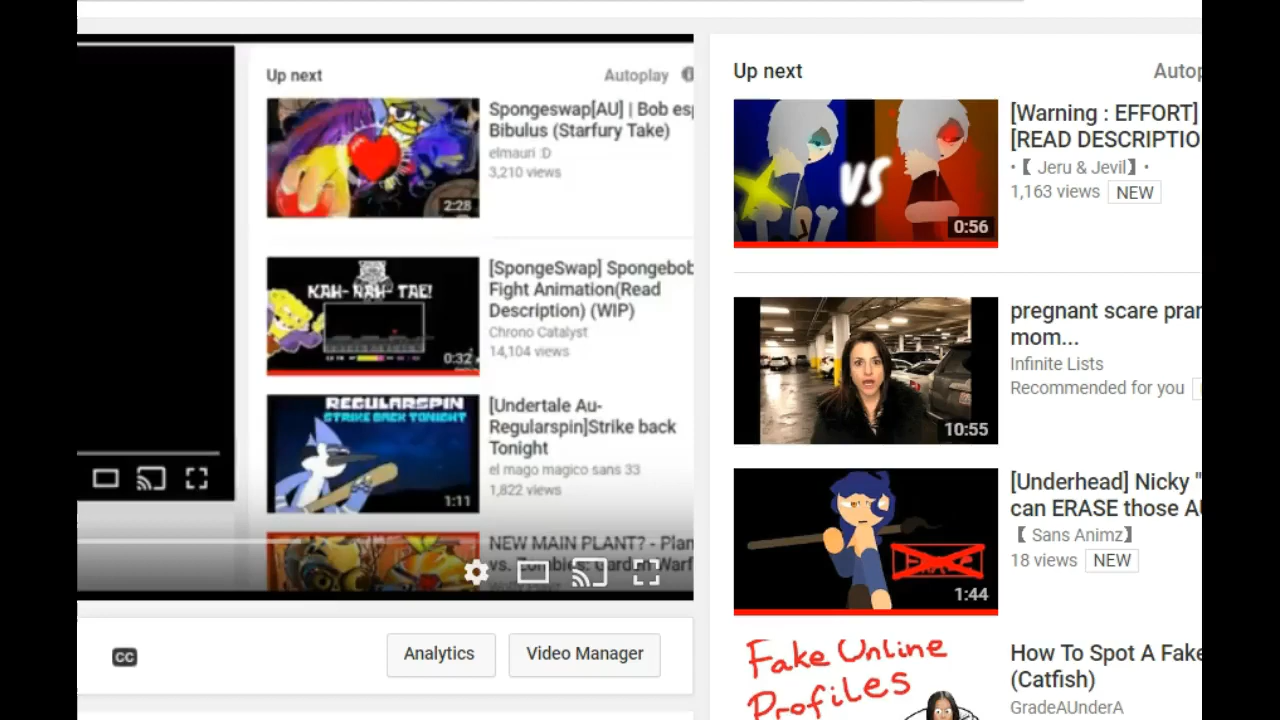 Up next
Autoplay
Spongeswap[AU] | Bob esp
Bibulus (Starfury Take)
elmauri :D
3,210 views
2:28
[SpongeSwap] Spongebob
Fight Animation(Read
Description) (WIP)
Chrono Catalyst
14,104 views
KAH- NAH- TAE!
0:32
REGULARSPIN
STRIKE BACK TONIGHT
1:11
[Undertale Au-
Regularspin]Strike back
Tonight
el mago magico sans 33
1,822 views
NEW MAIN PLANT? - Plan
vs. Zombies: Garden Warf
CC
Analytics
Video Manager
Up next
Autop
VS
0:56
[Warning : EFFORT]
[READ DESCRIPTIO
•【 Jeru & Jevil】•
1,163 views NEW
10:55
pregnant scare pran
mom...
Infinite Lists
Recommended for you
1:44
[Underhead] Nicky "
can ERASE those AU
【 Sans Animz】
18 views NEW
Fake Online
Profiles
How To Spot A Fake
(Catfish)
GradeAUnderA